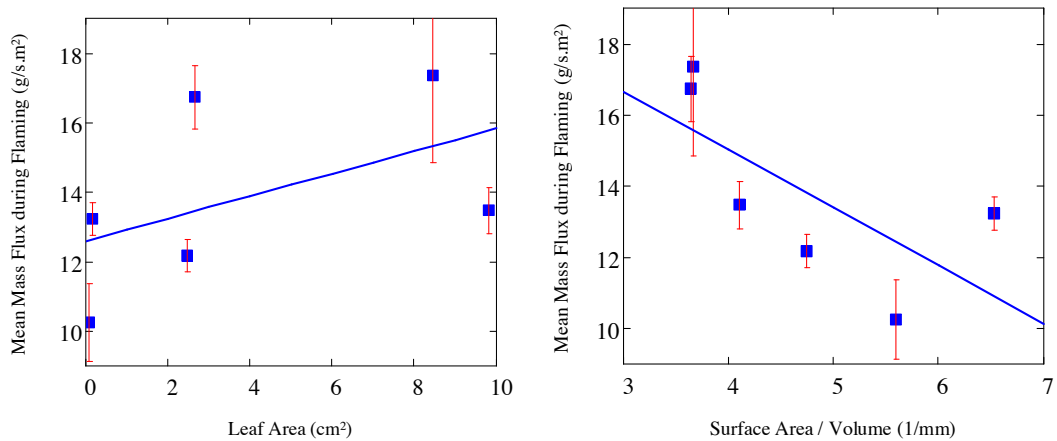 Mean Mass Flux during Flaming (g/s.m²)
18
16
14
12
10
0 2 4 6 8 10
Leaf Area (cm²)
Mean Mass Flux during Flaming (g/s.m²)
18
16
14
12
10
3 4 5 6 7
Surface Area / Volume (1/mm)